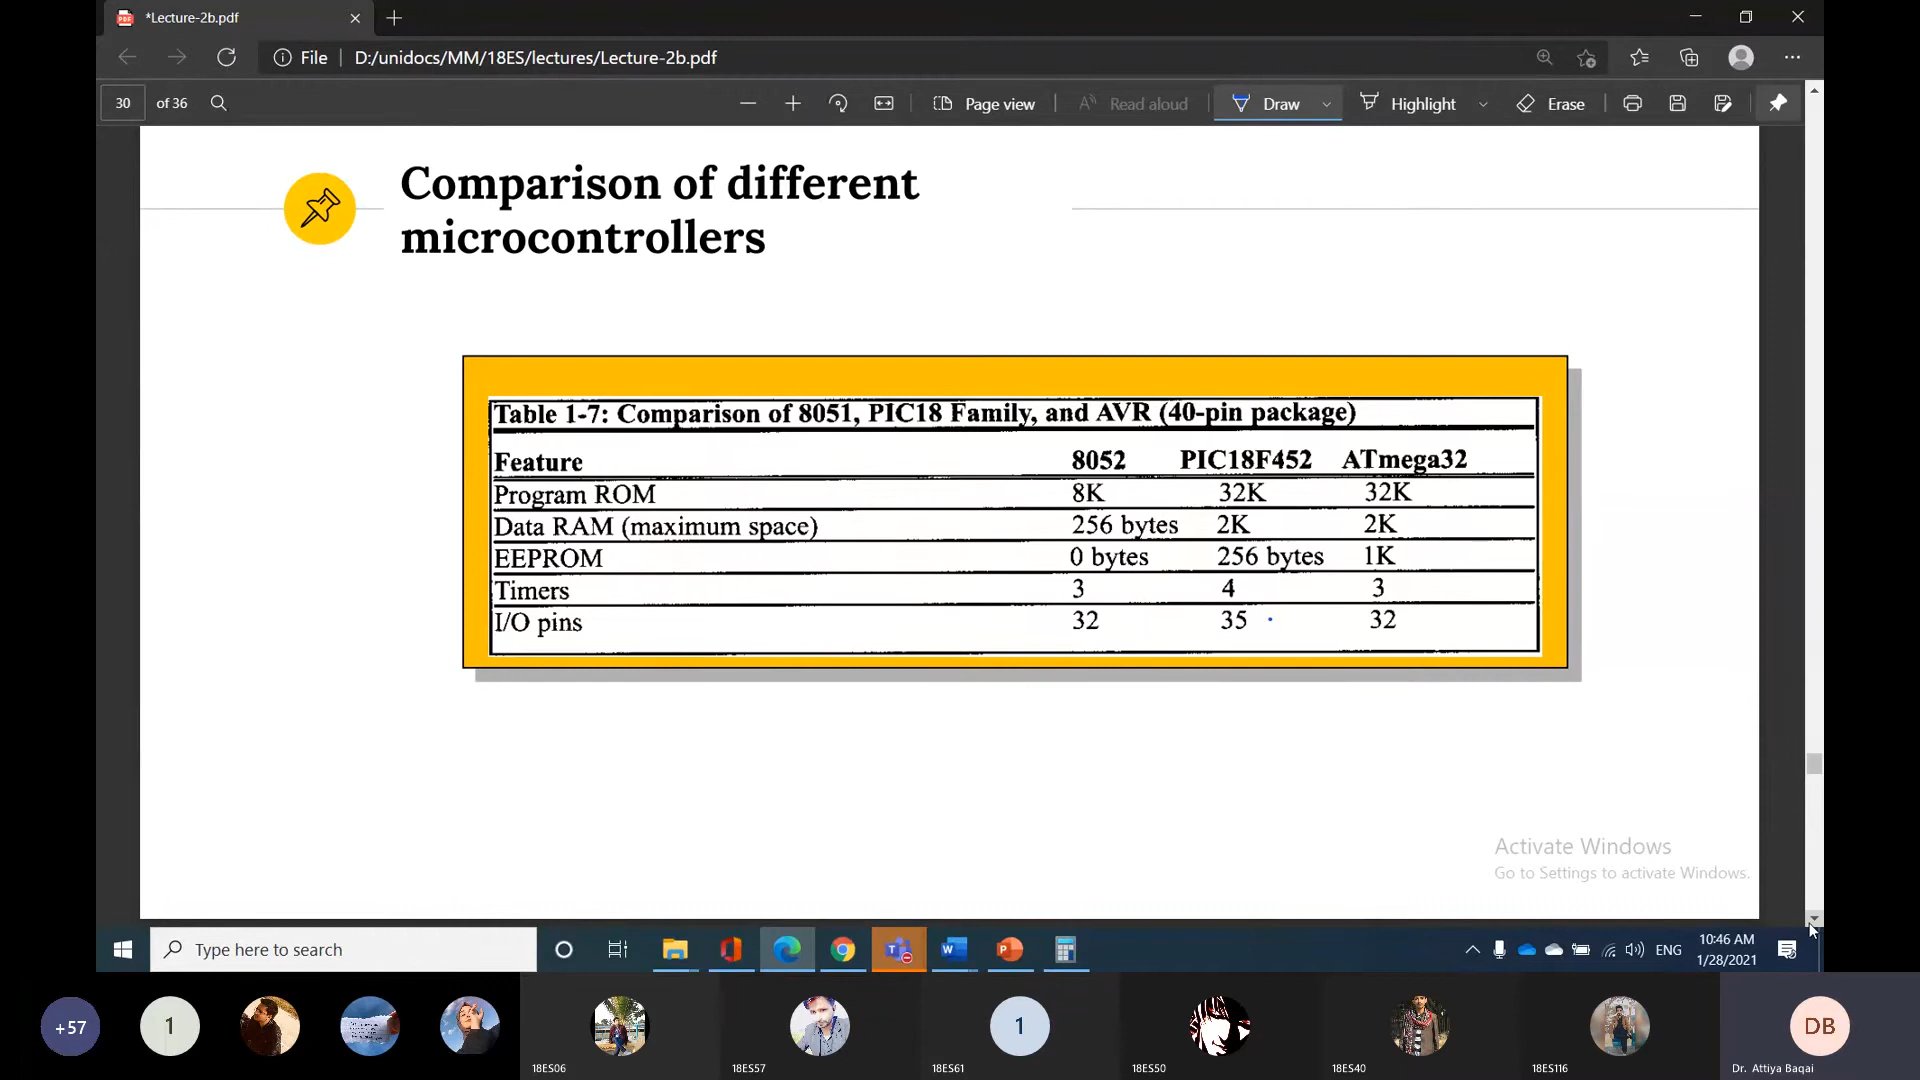 *Lecture-2b.pdf
File D:/unidocs/MM/18ES/lectures/Lecture-2b.pdf
30 of 36 Page view Read aloud Draw Highlight Erase
Comparison of different
microcontrollers
Table 1-7: Comparison of 8051, PIC18 Family, and AVR (40-pin package)
Feature 8052 PIC18F452 ATmega32
Program ROM 8K 32K 32K
Data RAM (maximum space) 256 bytes 2K 2K
EEPROM 0 bytes 256 bytes 1K
Timers 3 4 3
I/O pins 32 35 32
Activate Windows
Go to Settings to activate Windows.
Type here to search ENG 10:46 AM
1/28/2021
+57 1 1 DB
18ES06 18ES57 18ES61 18ES50 18ES40 18ES116 Dr. Attiya Baqai